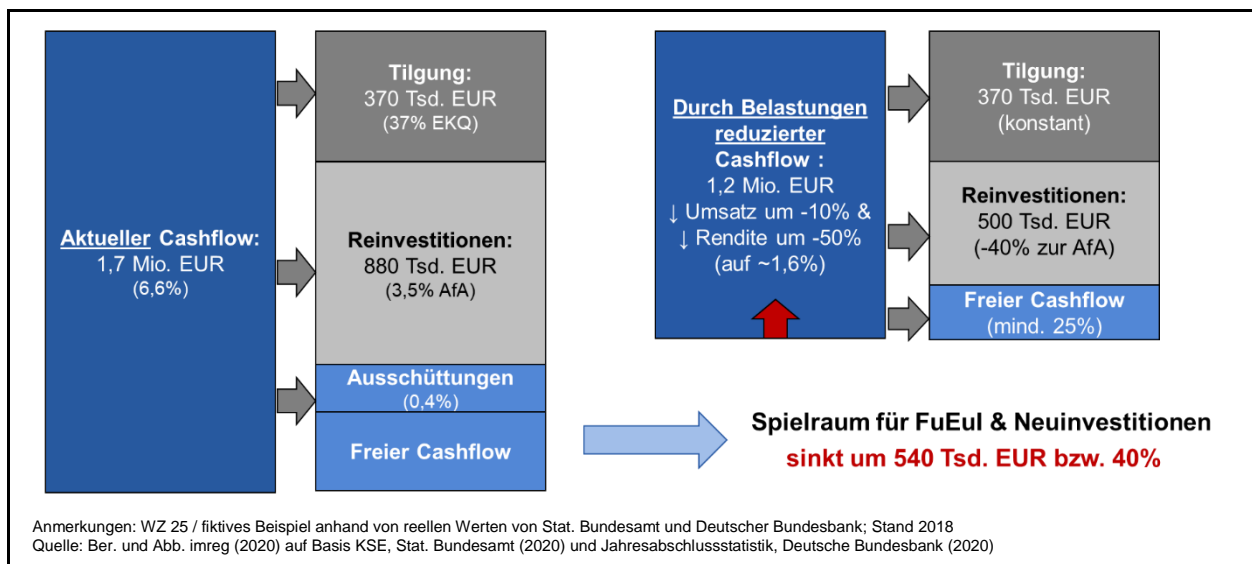 Aktueller Cashflow:
1,7 Mio. EUR
(6,6%)
Tilgung:
370 Tsd. EUR
(37% EKQ)
Reinvestitionen:
880 Tsd. EUR
(3,5% AfA)
Ausschüttungen
(0,4%)
Freier Cashflow
Durch Belastungen
reduzierter
Cashflow :
1,2 Mio. EUR
↓ Umsatz um -10% &
↓ Rendite um -50%
(auf ~1,6%)
Tilgung:
370 Tsd. EUR
(konstant)
Reinvestitionen:
500 Tsd. EUR
(-40% zur AfA)
Freier Cashflow
(mind. 25%)
Spielraum für FuEuI & Neuinvestitionen
sinkt um 540 Tsd. EUR bzw. 40%
Anmerkungen: WZ 25 / fiktives Beispiel anhand von reellen Werten von Stat. Bundesamt und Deutscher Bundesbank; Stand 2018
Quelle: Ber. und Abb. imreg (2020) auf Basis KSE, Stat. Bundesamt (2020) und Jahresabschlussstatistik, Deutsche Bundesbank (2020)